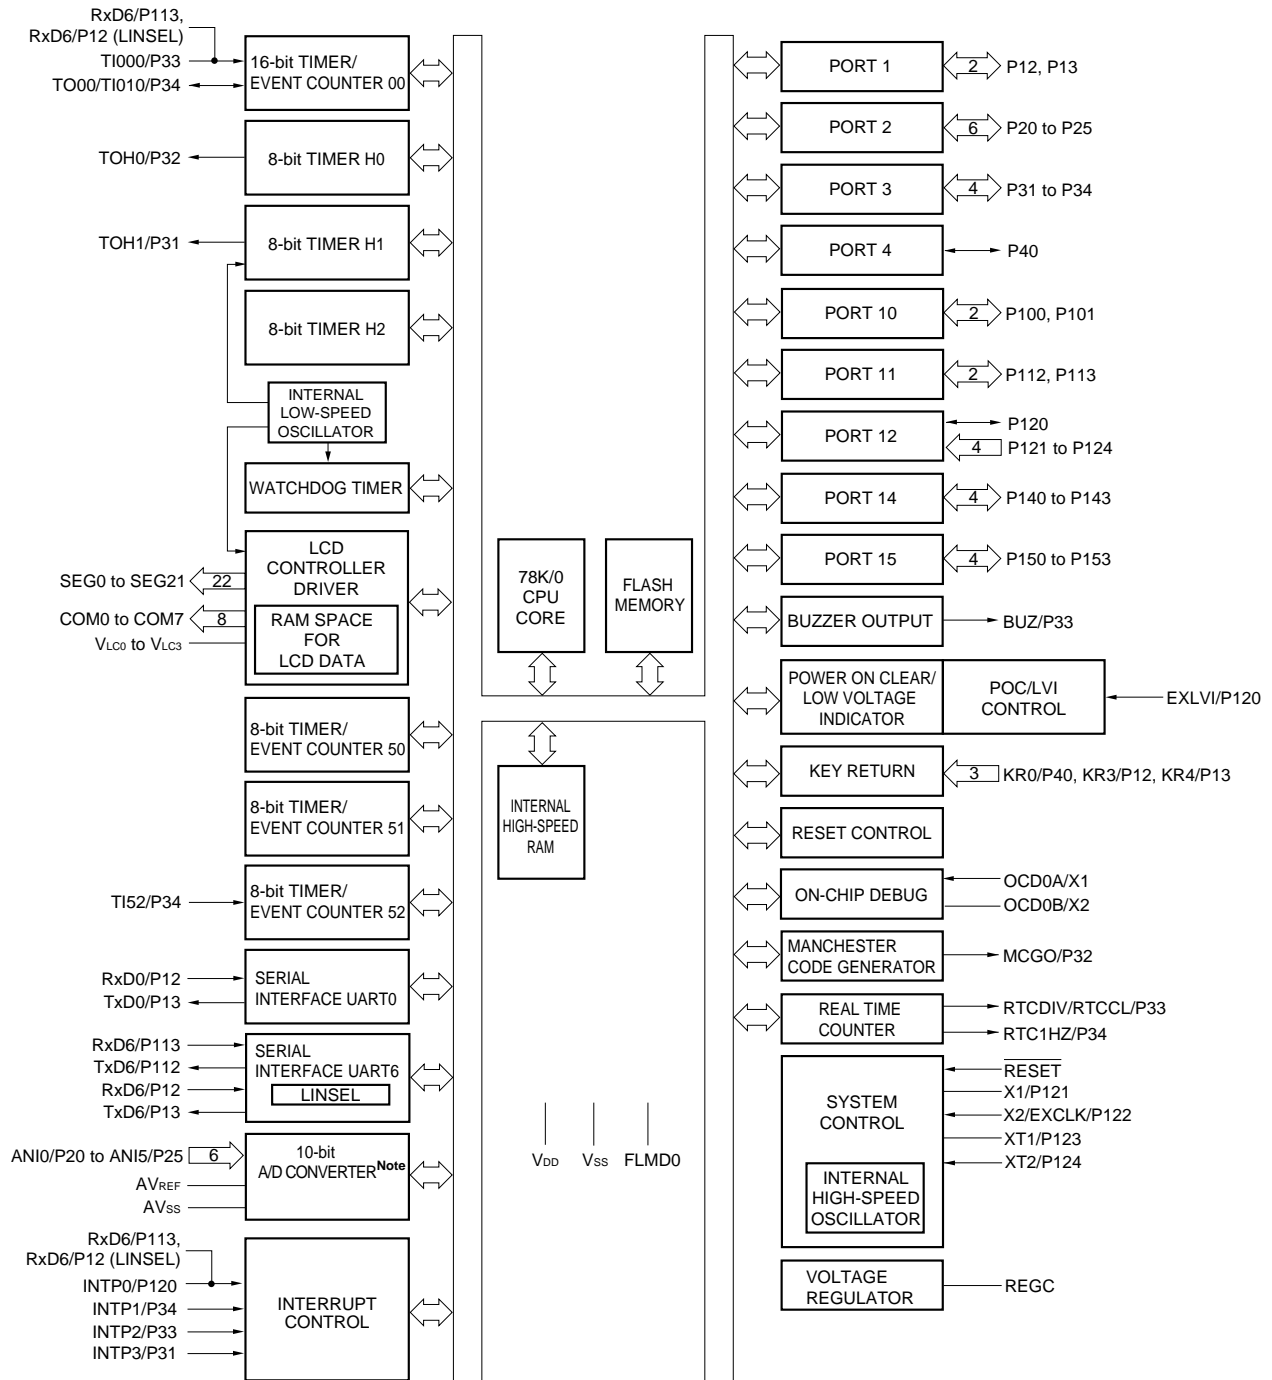 RxD6/P113,
RxD6/P12 (LINSEL)
TI000/P33
TO00/TI010/P34
16-bit TIMER/
EVENT COUNTER 00
TOH0/P32
8-bit TIMER H0
TOH1/P31
8-bit TIMER H1
8-bit TIMER H2
INTERNAL
LOW-SPEED
OSCILLATOR
WATCHDOG TIMER
LCD
CONTROLLER
DRIVER
SEG0 to SEG21
22
COM0 to COM7
8
VLC0 to VLC3
RAM SPACE
FOR
LCD DATA
8-bit TIMER/
EVENT COUNTER 50
8-bit TIMER/
EVENT COUNTER 51
TI52/P34
8-bit TIMER/
EVENT COUNTER 52
RxD0/P12
TxD0/P13
SERIAL
INTERFACE UART0
RxD6/P113
TxD6/P112
RxD6/P12
TxD6/P13
SERIAL
INTERFACE UART6
LINSEL
ANI0/P20 to ANI5/P25
6
AVREF
AVSS
10-bit
A/D CONVERTER Note
RxD6/P113,
RxD6/P12 (LINSEL)
INTP0/P120
INTP1/P34
INTP2/P33
INTP3/P31
INTERRUPT
CONTROL
78K/0
CPU
CORE
FLASH
MEMORY
INTERNAL
HIGH-SPEED
RAM
VDD
VSS
FLMD0
PORT 1
2
P12, P13
PORT 2
6
P20 to P25
PORT 3
4
P31 to P34
PORT 4
P40
PORT 10
2
P100, P101
PORT 11
2
P112, P113
PORT 12
P120
4
P121 to P124
PORT 14
4
P140 to P143
PORT 15
4
P150 to P153
BUZZER OUTPUT
BUZ/P33
POWER ON CLEAR/
LOW VOLTAGE
INDICATOR
POC/LVI
CONTROL
EXLVI/P120
KEY RETURN
3
KR0/P40, KR3/P12, KR4/P13
RESET CONTROL
ON-CHIP DEBUG
OCD0A/X1
OCD0B/X2
MANCHESTER
CODE GENERATOR
MCGO/P32
REAL TIME
COUNTER
RTCDIV/RTCCL/P33
RTC1HZ/P34
SYSTEM
CONTROL
RESET
X1/P121
X2/EXCLK/P122
XT1/P123
XT2/P124
INTERNAL
HIGH-SPEED
OSCILLATOR
VOLTAGE
REGULATOR
REGC